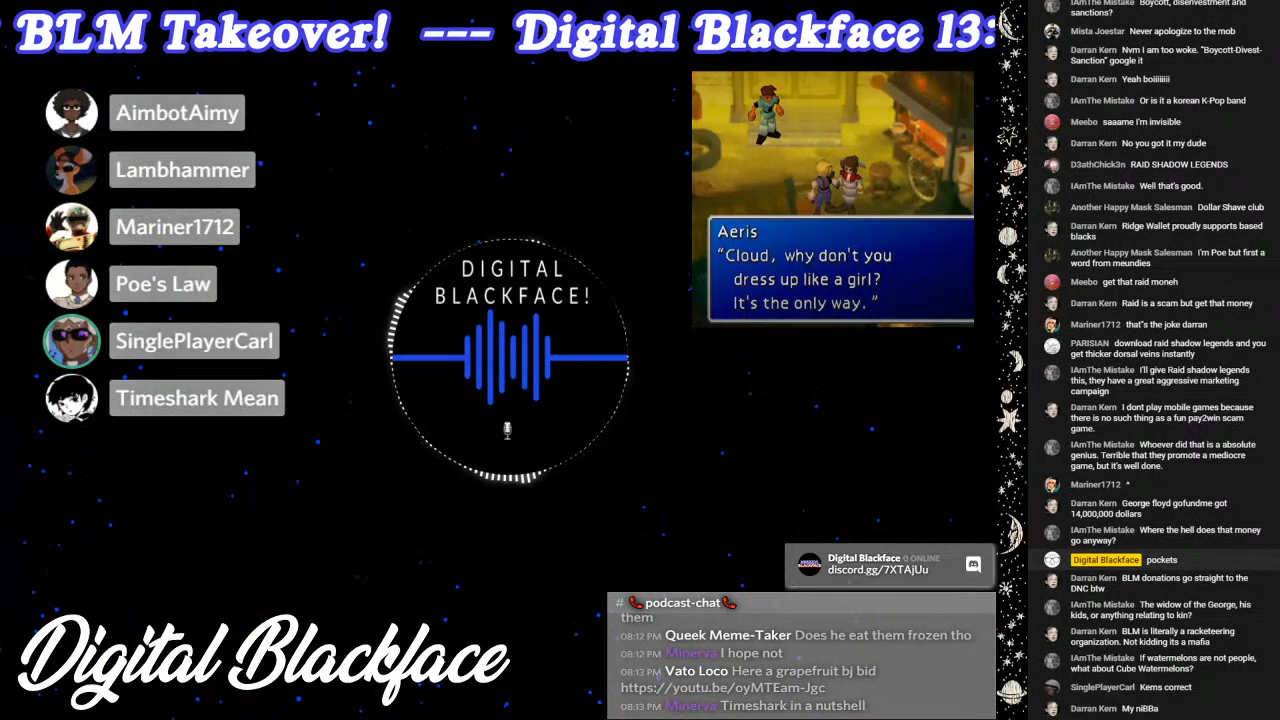 BLM Takeover! --- Digital Blackface 13:
AimbotAimy
Lambhammer
Mariner1712
Poe's Law
SinglePlayerCarl
Timeshark Mean
DIGITAL
BLACKFACE!
Aeris
“Cloud, why don't you
dress up like a girl?
It's the only way.”
Digital Blackface 0 ONLINE
discord.gg/7XTAjUu
Digital Blackface
# podcast-chat
them
08:12 PM Queek Meme-Taker Does he eat them frozen tho
08:12 PM Minerva I hope not
08:13 PM Vato Loco Here a grapefruit bj bid
https://youtu.be/oyMTEam-Jgc
08:13 PM Minerva Timeshark in a nutshell
IAmThe Mistake Boycott, disenvestment and
sanctions?
Mista Joestar Never apologize to the mob
Darran Kern Nvm I am too woke. "Boycott-Divest-
Sanction" google it
Darran Kern Yeah boiiiiiii
IAmThe Mistake Or is it a korean K-Pop band
Meebo saaame I'm invisible
Darran Kern No you got it my dude
D3athChick3n RAID SHADOW LEGENDS
IAmThe Mistake Well that's good.
Another Happy Mask Salesman Dollar Shave club
Darran Kern Ridge Wallet proudly supports based
blacks
Another Happy Mask Salesman I'm Poe but first a
word from meandies
Meebo get that raid moneh
Darran Kern Raid is a scam but get that money
Mariner1712 that"s the joke darran
PARISIAN download raid shadow legends and you
get thicker dorsal veins instantly
IAmThe Mistake I'll give Raid shadow legends
this, they have a great aggressive marketing
campaign
Darran Kern I dont play mobile games because
there is no such thing as a fun pay2win scam
game.
IAmThe Mistake Whoever did that is a absolute
genius. Terrible that they promote a mediocre
game, but it's well done.
Mariner1712 ^
Darran Kern George floyd gofundme got
14,000,000 dollars
IAmThe Mistake Where the hell does that money
go anyway?
Digital Blackface pockets
Darran Kern BLM donations go straight to the
DNC btw
IAmThe Mistake The widow of the George, his
kids, or anything relating to kin?
Darran Kern BLM is literally a racketeering
organization. Not kidding its a mafia
IAmThe Mistake If watermelons are not people,
what about Cube Watermelons?
SinglePlayerCarl Kerns correct
Darran Kern My niBBa